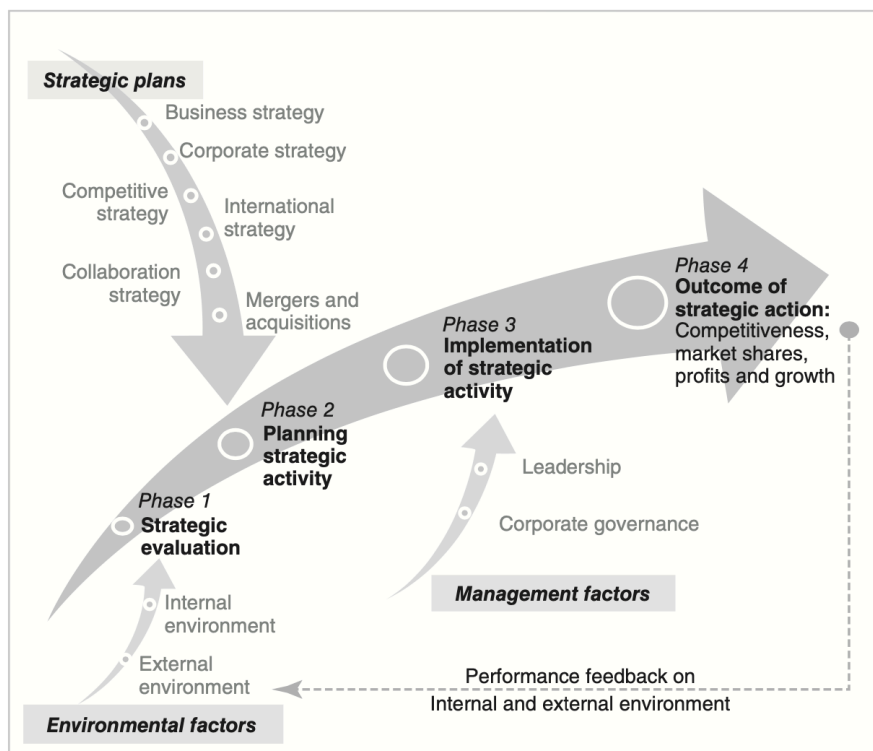 Strategic plans
Business strategy
Corporate strategy
Competitive
strategy
International
strategy
Collaboration
strategy
Mergers and
acquisitions
Phase 4
Outcome of
strategic action:
Competitiveness,
market shares,
profits and growth
Phase 3
Implementation
of strategic
activity
Phase 2
Planning
strategic
activity
Leadership
Corporate governance
Management factors
Phase 1
Strategic
evaluation
Internal
environment
External
environment
Environmental factors
Performance feedback on
Internal and external environment